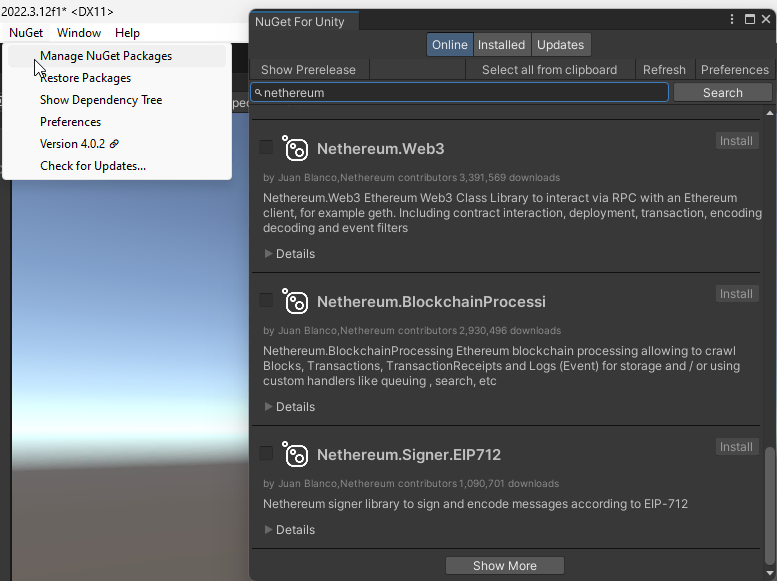 2022.3.12f1* <DX11>
NuGet Window Help
Manage NuGet Packages
Restore Packages
Show Dependency Tree
Preferences
Version 4.0.2
Check for Updates...
NuGet For Unity
Online Installed Updates
Show Prerelease Select all from clipboard Refresh Preferences
nethereum Search
Nethereum.Web3 Install
by Juan Blanco,Nethereum contributors 3,391,569 downloads
Nethereum.Web3 Ethereum Web3 Class Library to interact via RPC with an Ethereum
client, for example geth. Including contract interaction, deployment, transaction, encoding
decoding and event filters
Details
Nethereum.BlockchainProcessi Install
by Juan Blanco,Nethereum contributors 2,930,496 downloads
Nethereum.BlockchainProcessing Ethereum blockchain processing allowing to crawl
Blocks, Transactions, TransactionReceipts and Logs (Event) for storage and / or using
custom handlers like queuing , search, etc
Details
Nethereum.Signer.EIP712 Install
by Juan Blanco,Nethereum contributors 1,090,701 downloads
Nethereum signer library to sign and encode messages according to EIP-712
Details
Show More